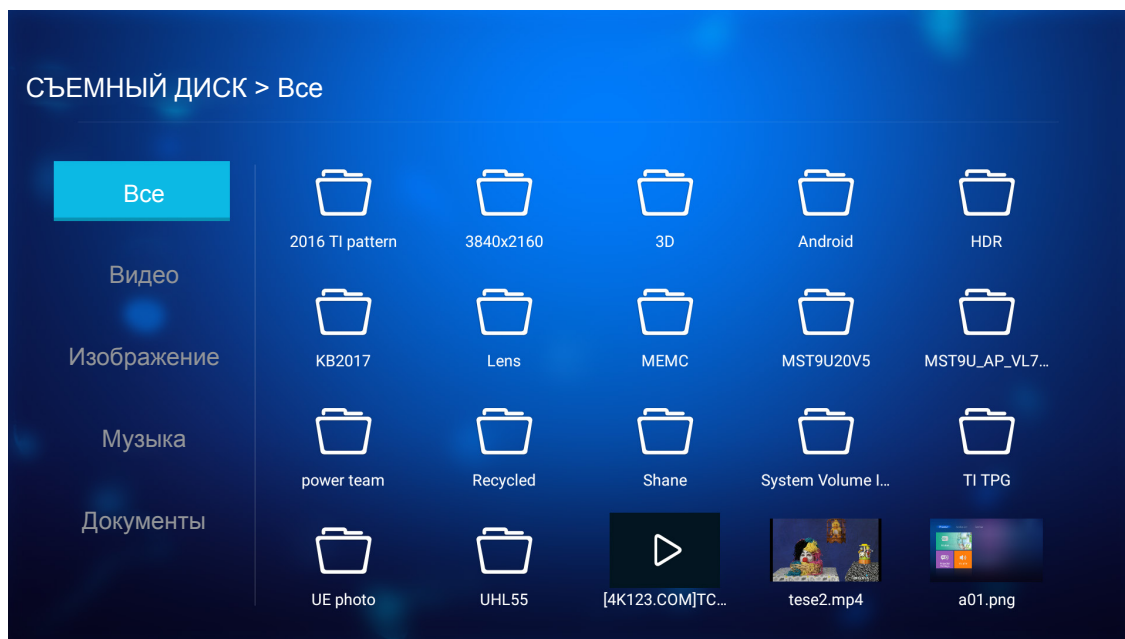 СЪЕМНЫЙ ДИСК > Все
Все
Видео
Изображение
Музыка
Документы
2016 TI pattern
3840x2160
3D
Android
HDR
KB2017
Lens
MEMC
MST9U20V5
MST9U_AP_VL7...
power team
Recycled
Shane
System Volume I...
TI TPG
UE photo
UHL55
[4K123.COM]TC...
tese2.mp4
a01.png